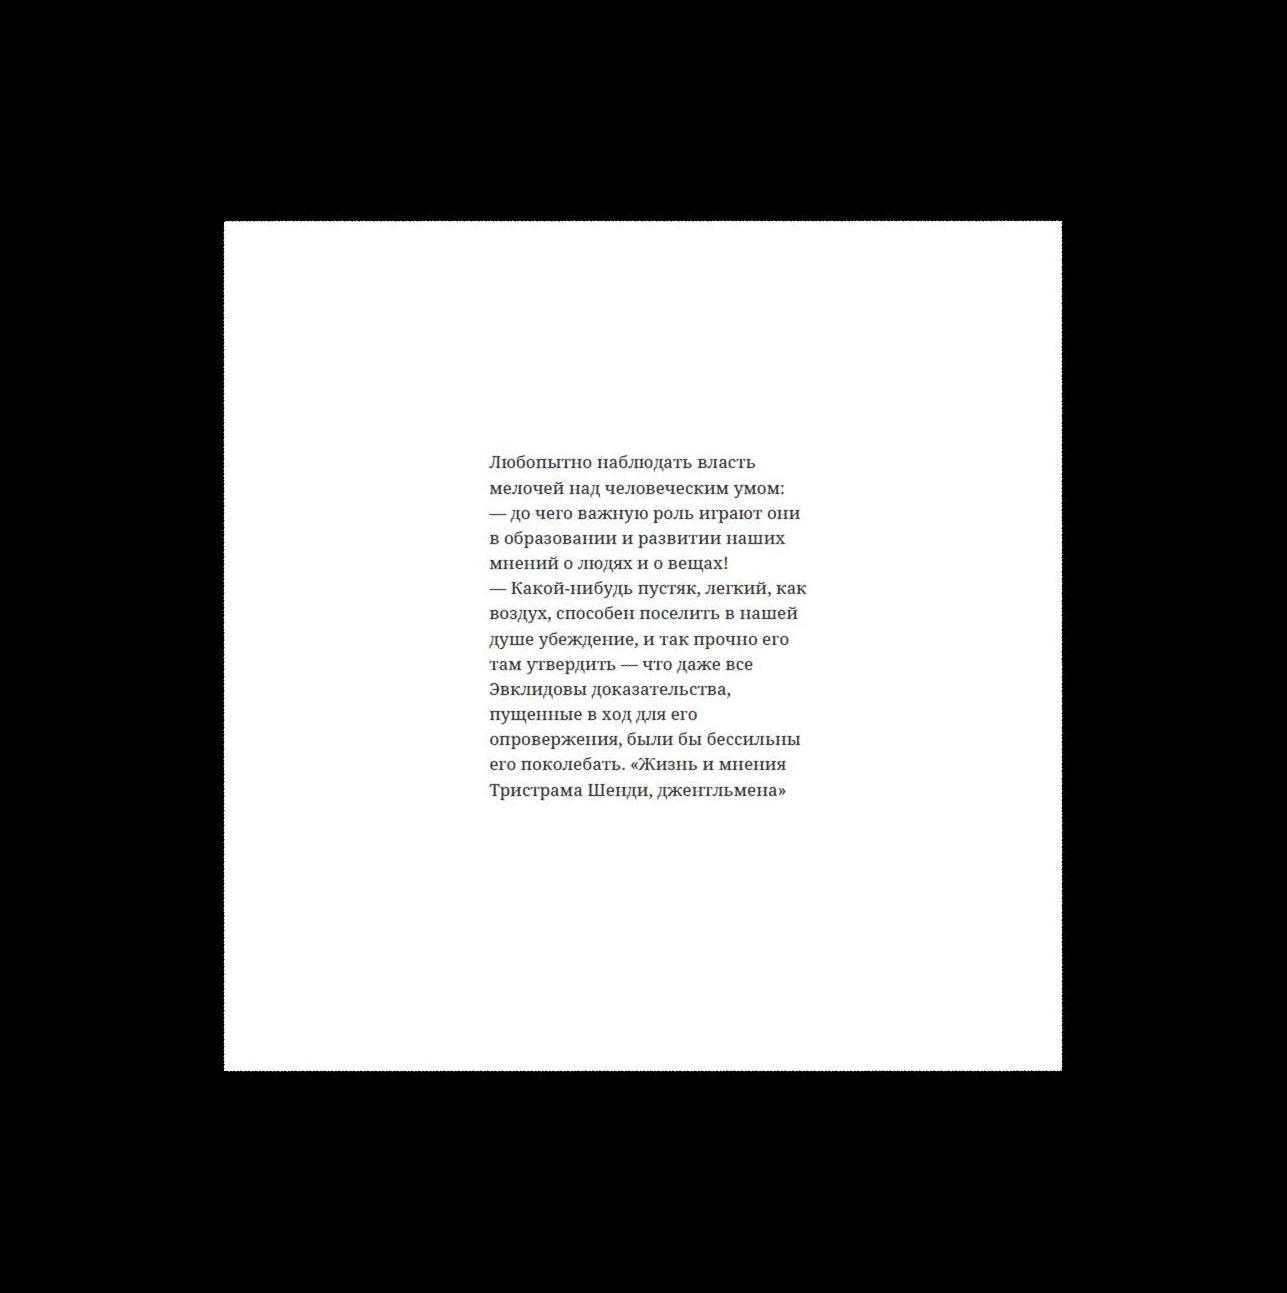 Любопытно наблюдать власть
мелочей над человеческим умом:
— до чего важную роль играют они
в образовании и развитии наших
мнений о людях и о вещах!
— Какой-нибудь пустяк, легкий, как
воздух, способен поселить в нашей
душе убеждение, и так прочно его
там утвердить — что даже все
Эвклидовы доказательства,
пущенные в ход для его
опровержения, были бы бессильны
его поколебать. «Жизнь и мнения
Тристрама Шенди, джентльмена»